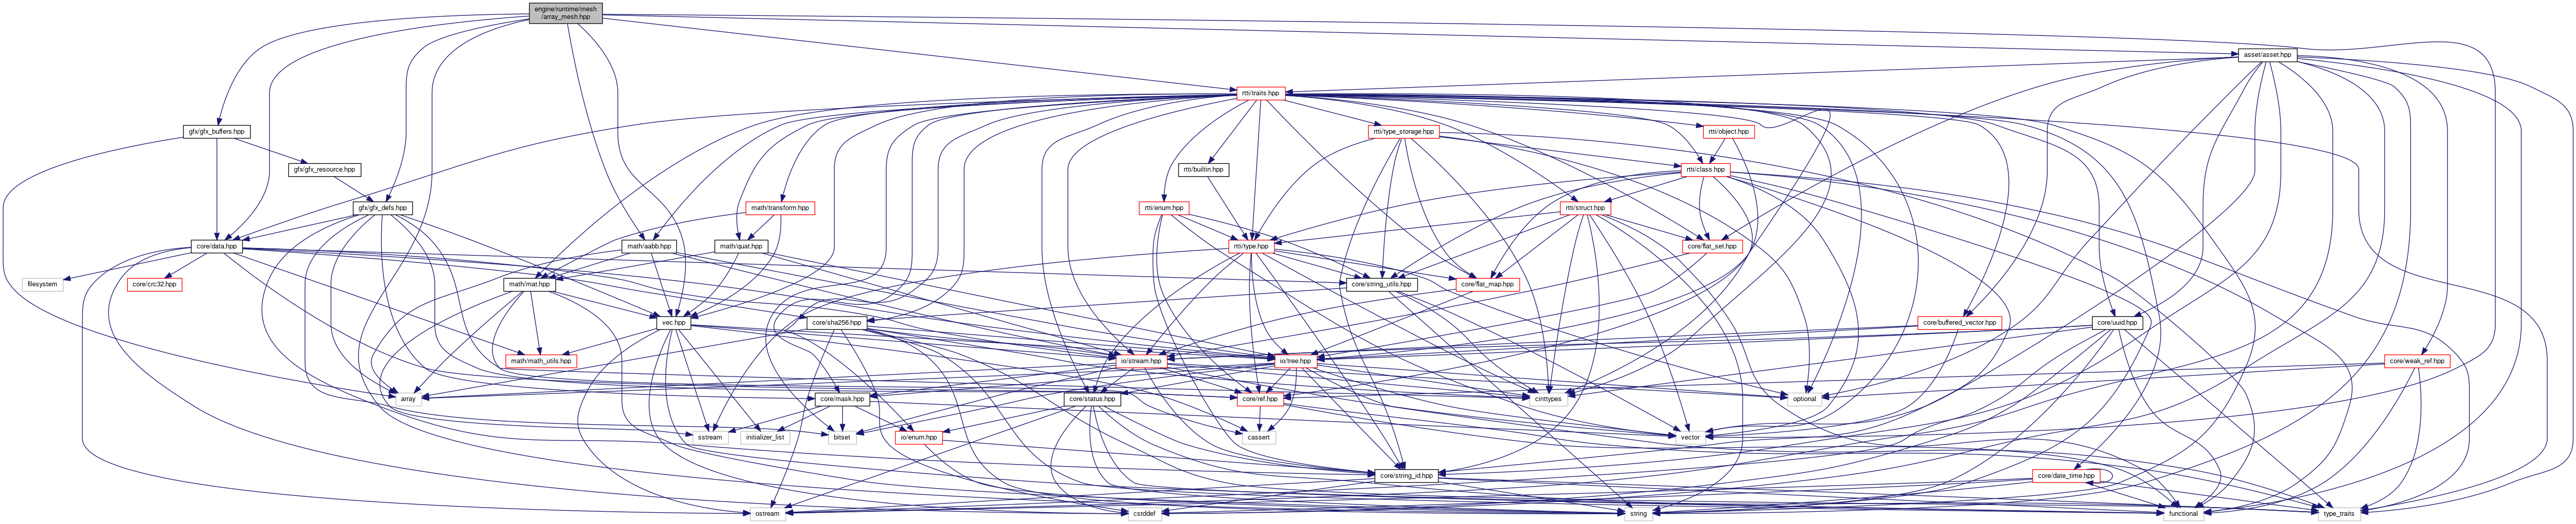 engine/runtime/mesh
/array_mesh.hpp
asset/asset.hpp
rtti/traits.hpp
gfx/gfx_buffers.hpp
rtti/type_storage.hpp
rtti/object.hpp
gfx/gfx_resource.hpp
rtti/builtin.hpp
rtti/class.hpp
gfx/gfx_defs.hpp
math/transform.hpp
rtti/enum.hpp
rtti/struct.hpp
core/data.hpp
math/aabb.hpp
math/quat.hpp
rtti/type.hpp
core/flat_set.hpp
filesystem
core/crc32.hpp
math/mat.hpp
core/string_utils.hpp
core/flat_map.hpp
vec.hpp
core/sha256.hpp
core/buffered_vector.hpp
core/uuid.hpp
math/math_utils.hpp
io/stream.hpp
io/tree.hpp
core/weak_ref.hpp
array
core/mask.hpp
core/status.hpp
core/ref.hpp
cinttypes
optional
sstream
initializer_list
bitset
io/enum.hpp
cassert
vector
core/string_id.hpp
core/date_time.hpp
ostream
cstddef
string
functional
type_traits